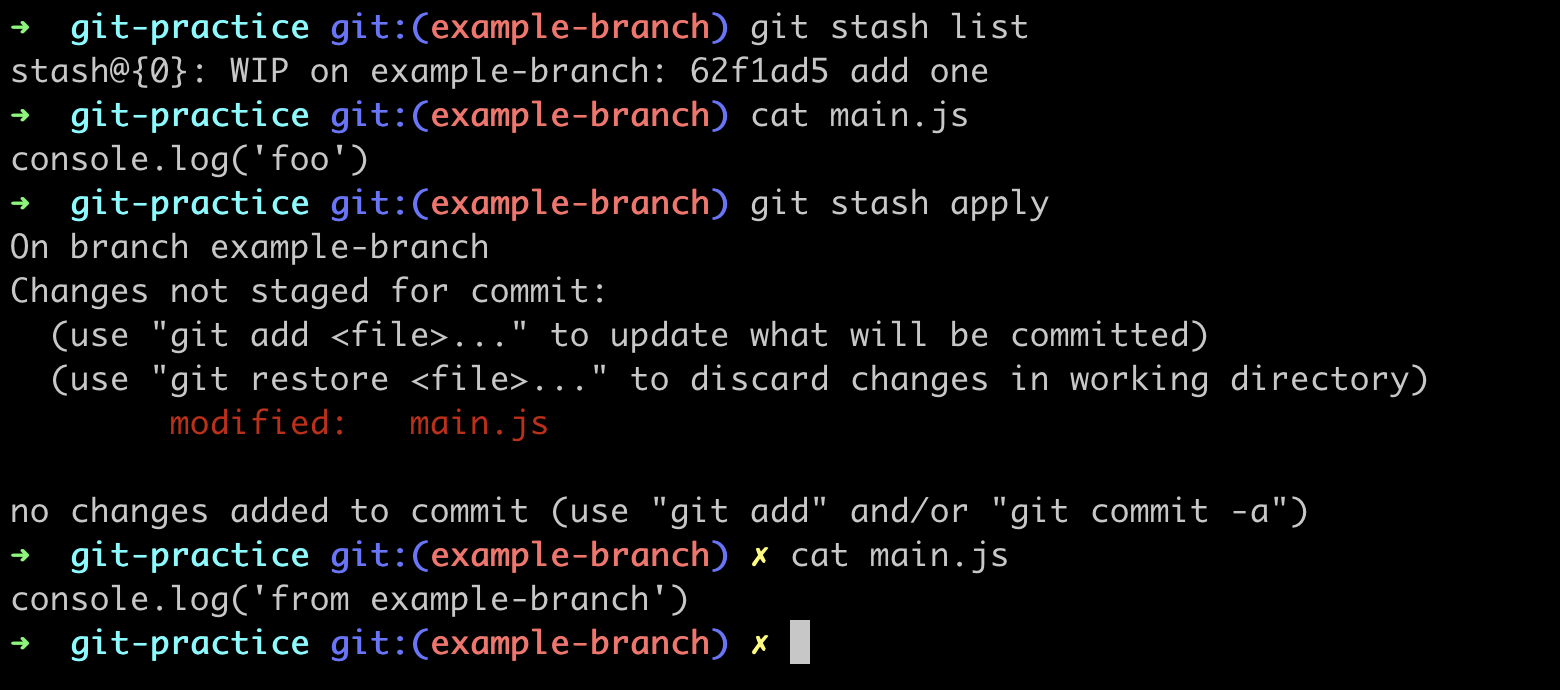 ➜  git-practice git:(example-branch) git stash list
stash@{0}: WIP on example-branch: 62f1ad5 add one
➜  git-practice git:(example-branch) cat main.js
console.log('foo')
➜  git-practice git:(example-branch) git stash apply
On branch example-branch
Changes not staged for commit:
  (use "git add <file>..." to update what will be committed)
  (use "git restore <file>..." to discard changes in working directory)
        modified:   main.js

no changes added to commit (use "git add" and/or "git commit -a")
➜  git-practice git:(example-branch) ✗ cat main.js
console.log('from example-branch')
➜  git-practice git:(example-branch) ✗